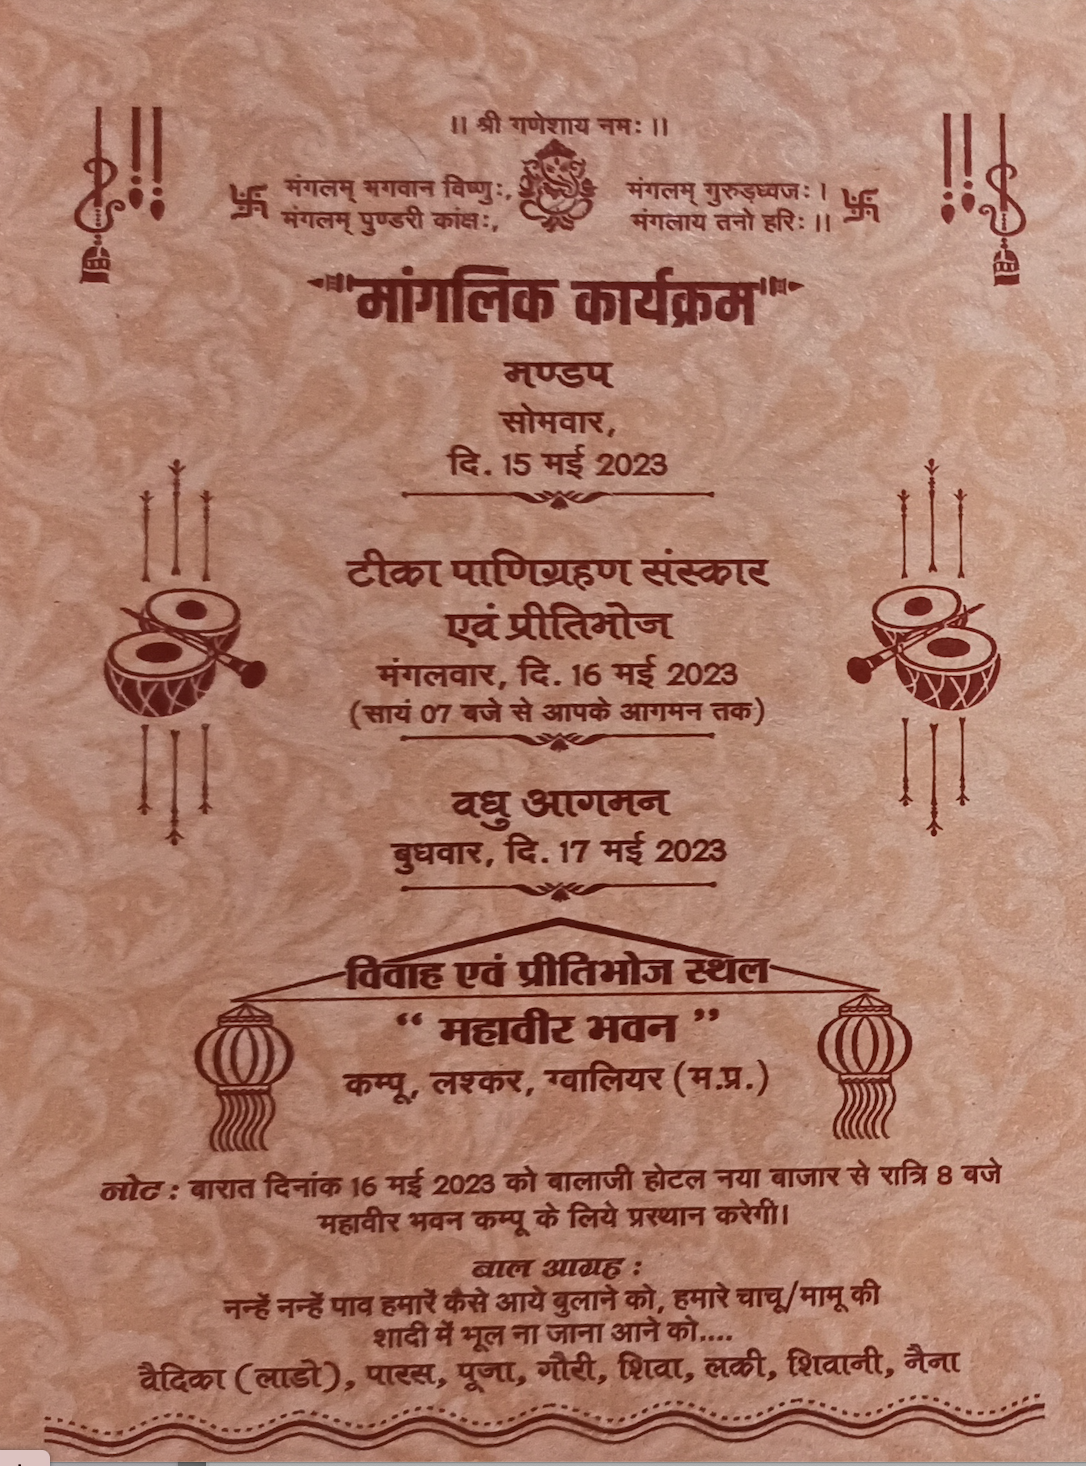 ।। श्री गणेशाय नमः ।।
मंगलम् भगवान विष्णुः, मंगलम् गुरुड़ध्वजः ।
मंगलम् पुण्डरी कांक्षः, मंगलाय तनो हरिः ।।
"मांगलिक कार्यक्रम"
मण्डप
सोमवार,
दि. 15 मई 2023
टीका पाणिग्रहण संस्कार
एवं प्रीतिभोज
मंगलवार, दि. 16 मई 2023
(सायं 07 बजे से आपके आगमन तक)
वधु आगमन
बुधवार, दि. 17 मई 2023
विवाह एवं प्रीतिभोज स्थल
“ महावीर भवन ”
कम्पू, लश्कर, ग्वालियर (म.प्र.)
नोट : बारात दिनांक 16 मई 2023 को बालाजी होटल नया बाजार से रात्रि 8 बजे
महावीर भवन कम्पू के लिये प्रस्थान करेगी।
बाल आग्रह :
नन्हें नन्हें पाव हमारें कैसे आये बुलाने को, हमारे चाचू/मामू की
शादी में भूल ना जाना आने को....
वैदिका (लाडो), पारस, पूजा, गौरी, शिवा, लकी, शिवानी, नैना